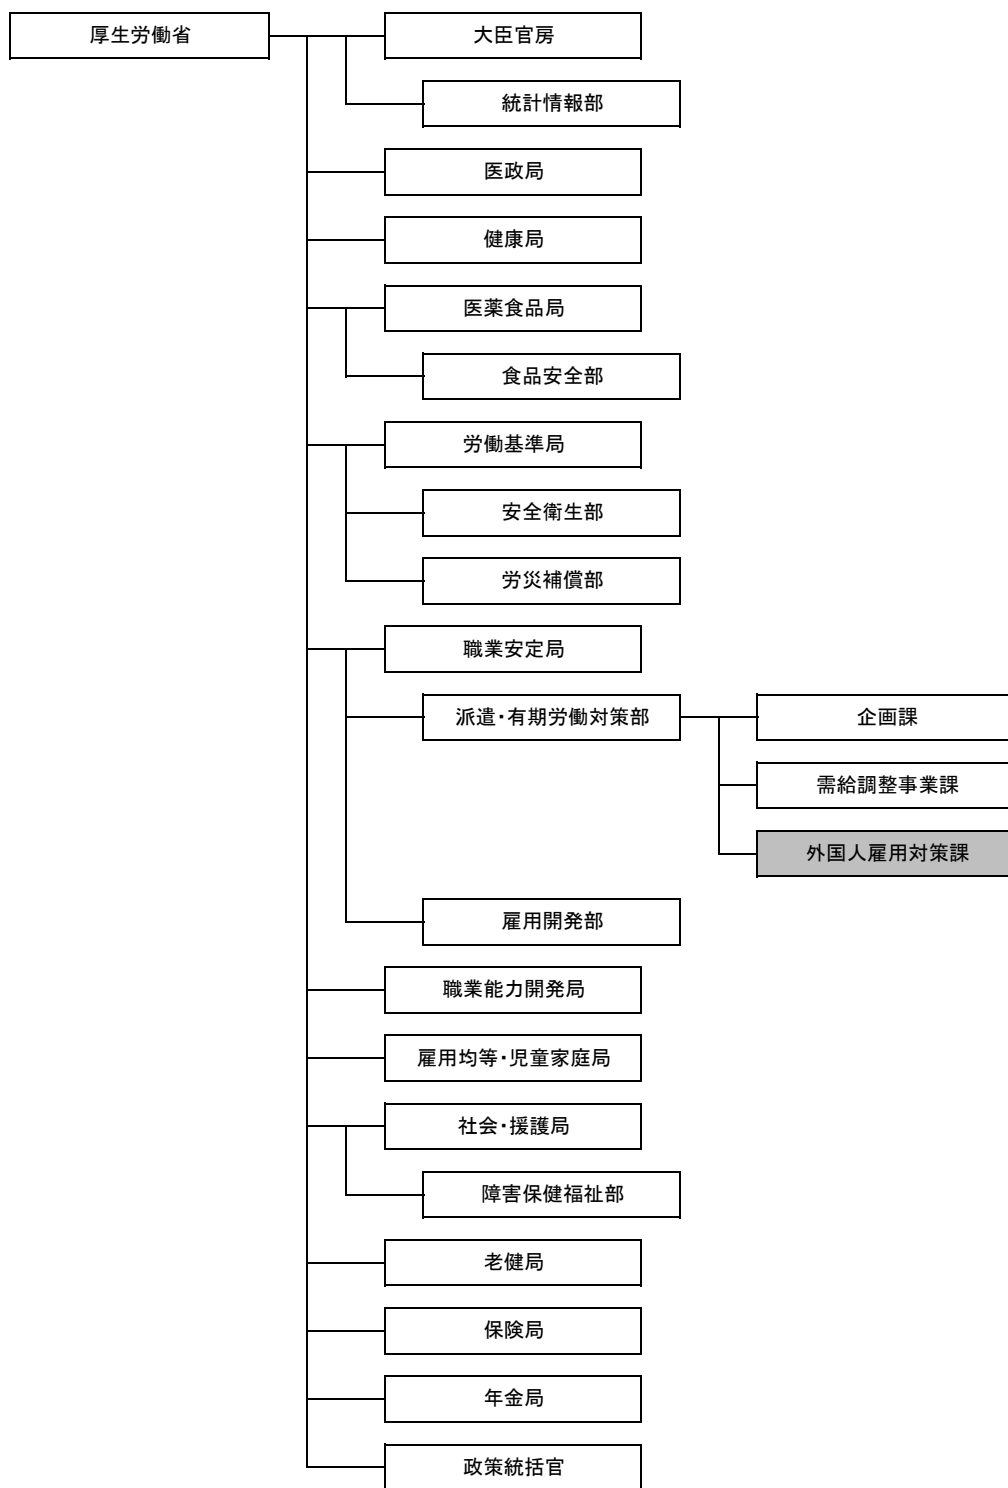 厚生労働省
大臣官房
統計情報部
医政局
健康局
医薬食品局
食品安全部
労働基準局
安全衛生部
労災補償部
職業安定局
派遣・有期労働対策部
企画課
需給調整事業課
外国人雇用対策課
雇用開発部
職業能力開発局
雇用均等・児童家庭局
社会・援護局
障害保健福祉部
老健局
保険局
年金局
政策統括官